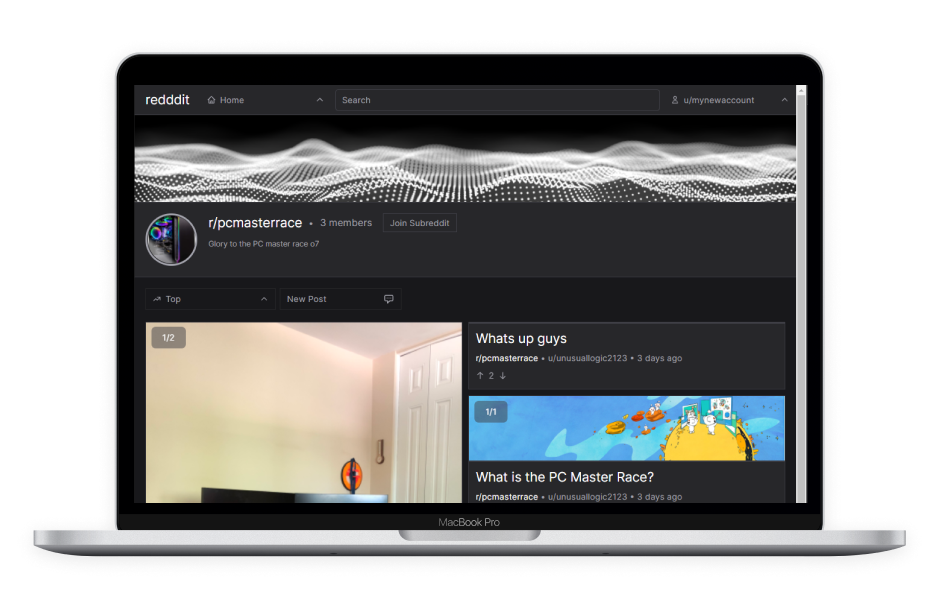 redddit Home Search u/mynewaccount
r/pcmasterrace • 3 members Join Subreddit
Glory to the PC master race o7
Top New Post
1/2
Whats up guys
r/pcmasterrace • u/unusuallogic2123 • 3 days ago
2
1/1
What is the PC Master Race?
r/pcmasterrace • u/unusuallogic2123 • 3 days ago
MacBook Pro